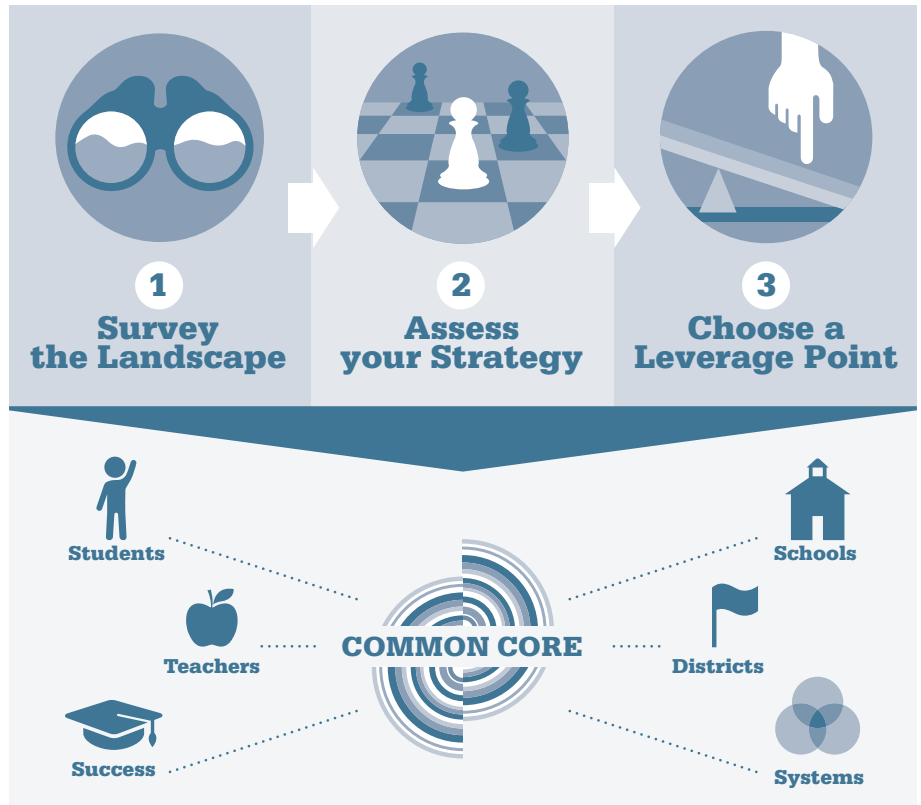 1
Survey
the Landscape
2
Assess
your Strategy
3
Choose a
Leverage Point
Students
Schools
Teachers
COMMON CORE
Districts
Success
Systems